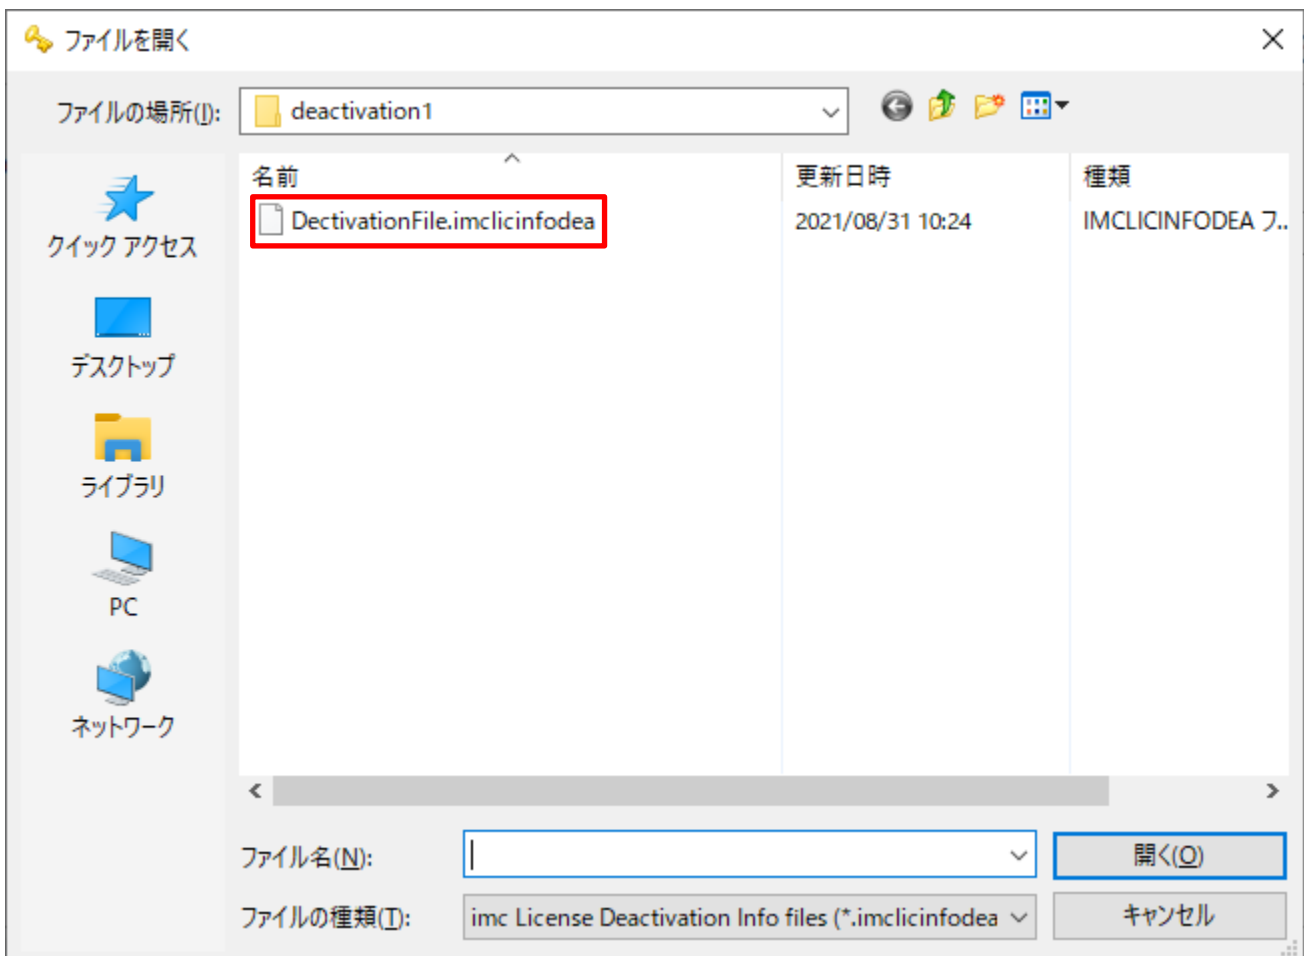 ファイルを開く
ファイルの場所(I):
deactivation1
名前
更新日時
種類
DectivationFile.imclicinfodea
2021/08/31 10:24
IMCLICINFODEA フ...
クイック アクセス
デスクトップ
ライブラリ
PC
ネットワーク
ファイル名(N):
開く(O)
ファイルの種類(T):
imc License Deactivation Info files (*.imclicinfodea
キャンセル